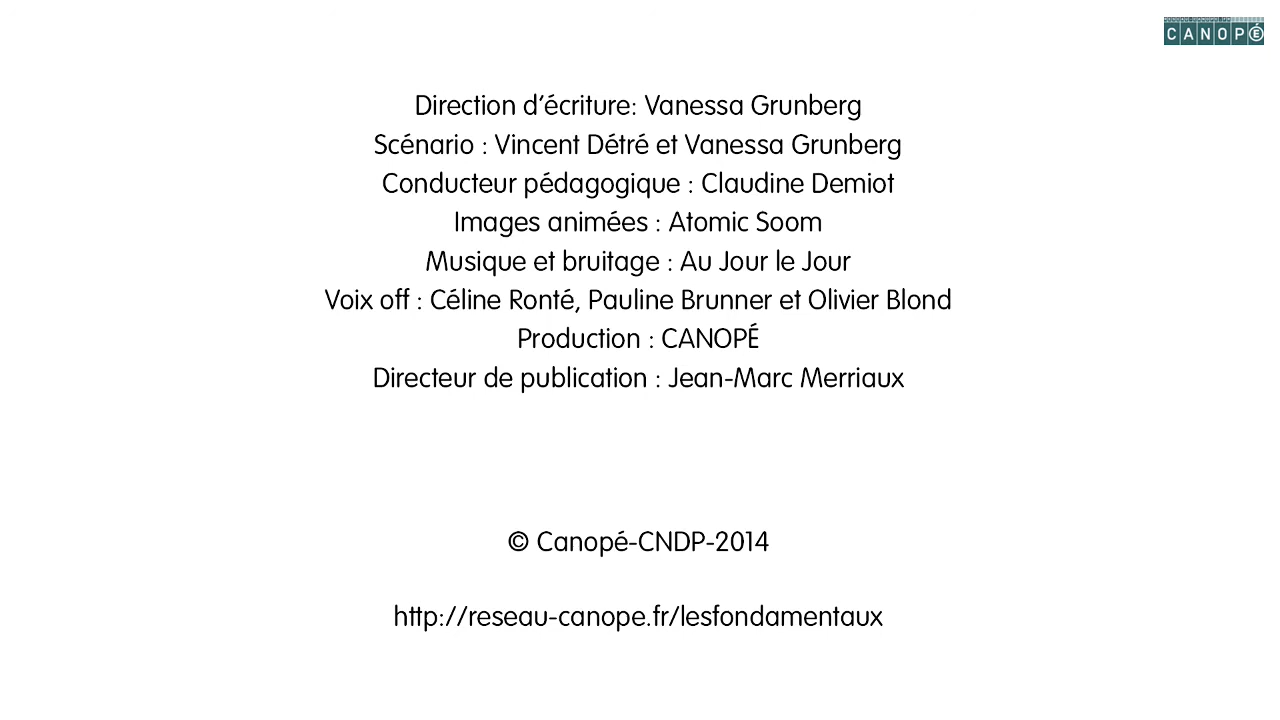 CANOPÉ
Direction d'écriture: Vanessa Grunberg
Scénario : Vincent Détré et Vanessa Grunberg
Conducteur pédagogique : Claudine Demiot
Images animées : Atomic Soom
Musique et bruitage : Au Jour le Jour
Voix off : Céline Ronté, Pauline Brunner et Olivier Blond
Production : CANOPÉ
Directeur de publication : Jean-Marc Merriaux
© Canopé-CNDP-2014
http://reseau-canope.fr/lesfondamentaux